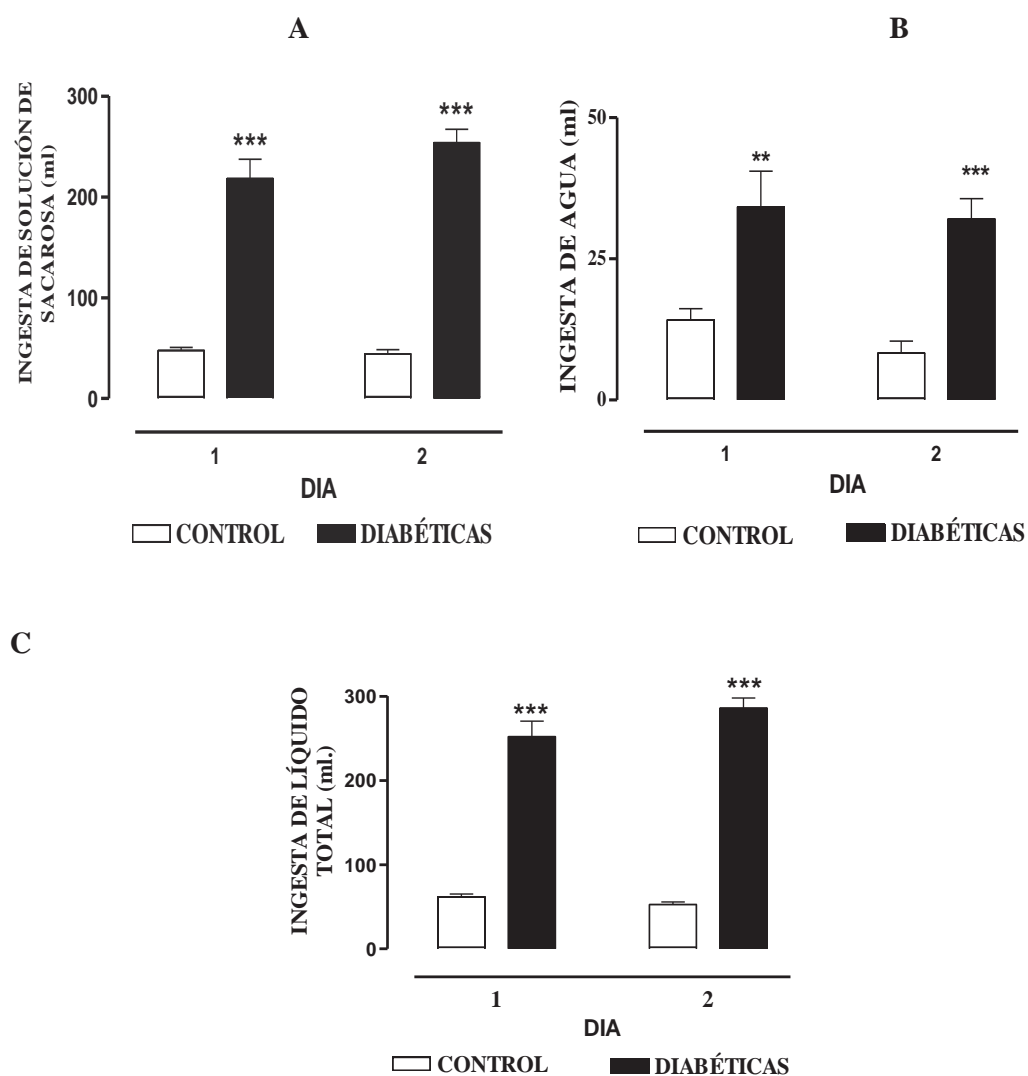 A
INGESTA DE SOLUCIÓN DE
SACAROSA (ml)
300
200
100
0
***
***
1
2
DIA
CONTROL
DIABÉTICAS
B
INGESTA DE AGUA (ml)
50
25
0
**
***
1
2
DIA
CONTROL
DIABÉTICAS
C
INGESTA DE LÍQUIDO
TOTAL (ml.)
300
200
100
0
***
***
1
2
DIA
CONTROL
DIABÉTICAS